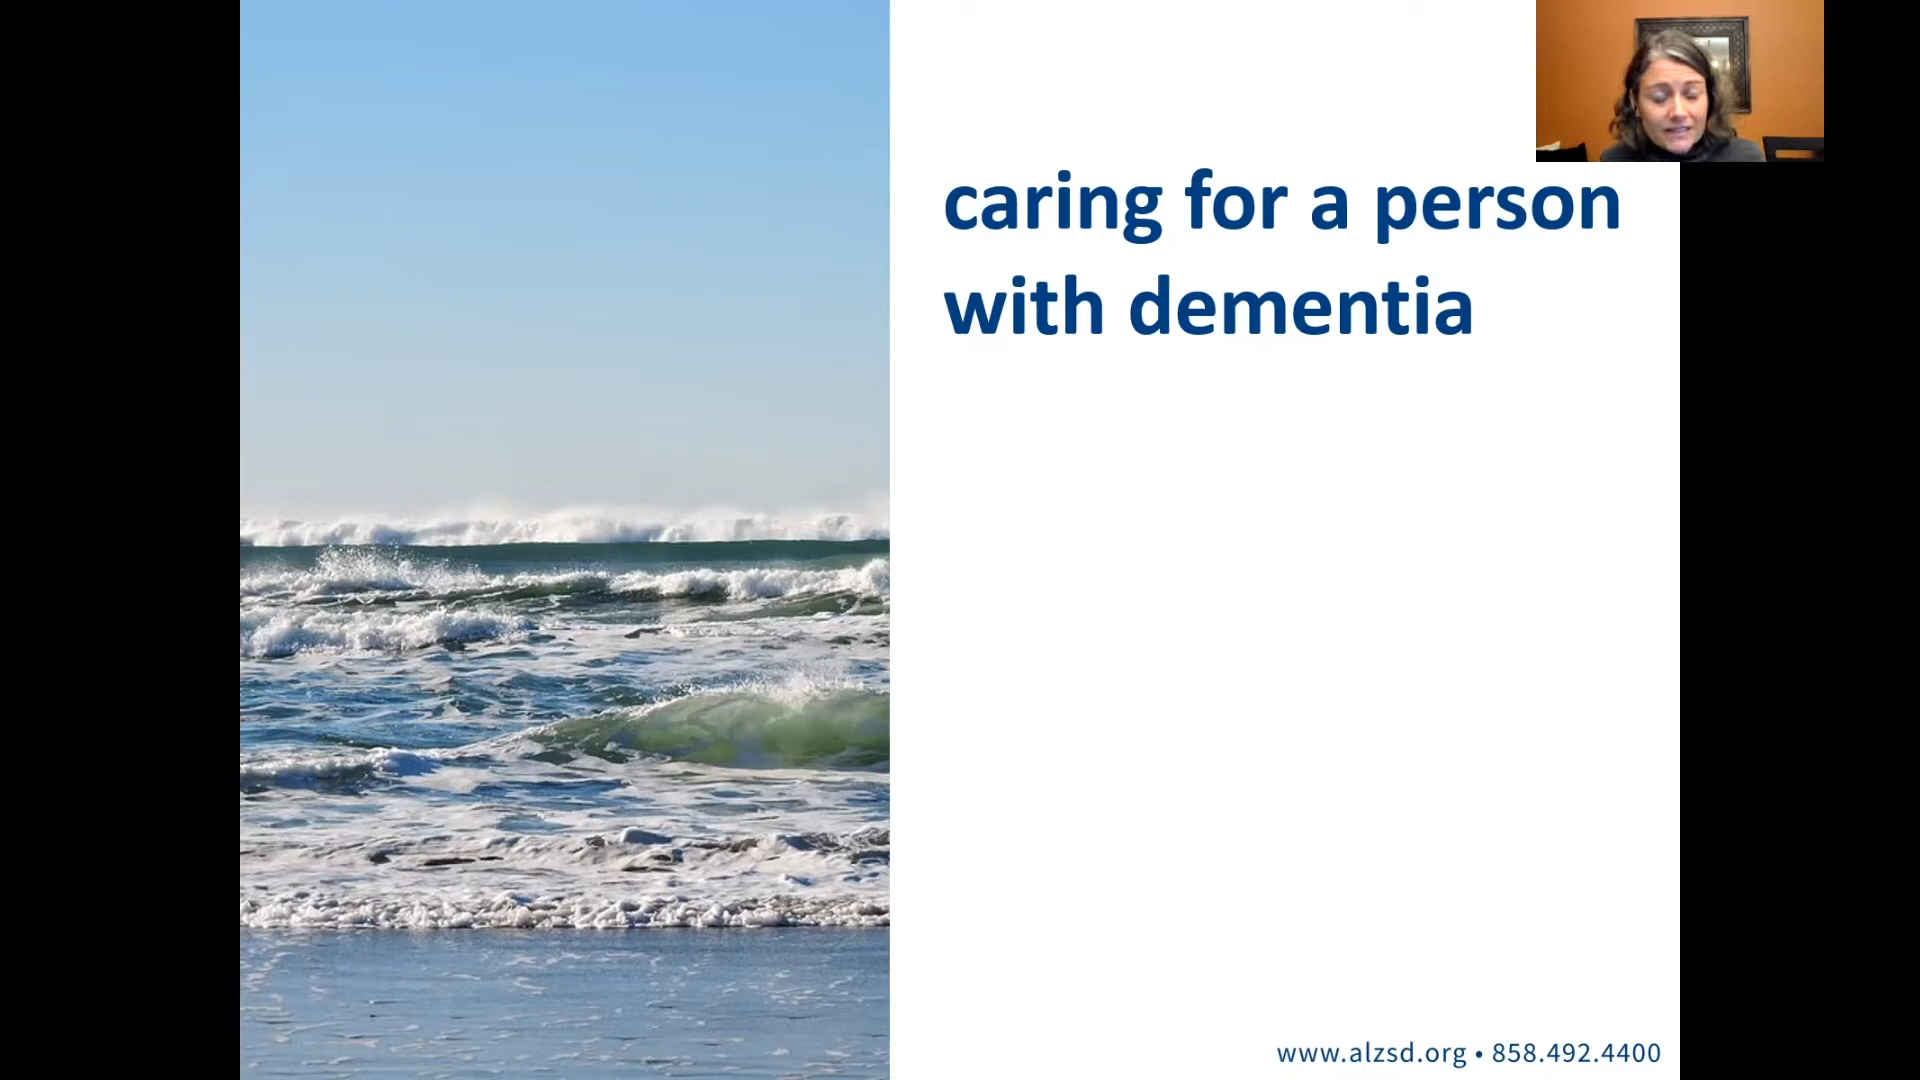 caring for a person
with dementia
www.alzsd.org • 858.492.4400